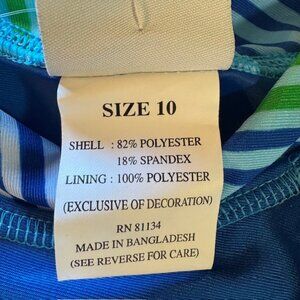 SIZE 10
SHELL : 82% POLYESTER
18% SPANDEX
LINING : 100% POLYESTER
(EXCLUSIVE OF DECORATION)
RN 81134
MADE IN BANGLADESH
(SEE REVERSE FOR CARE)